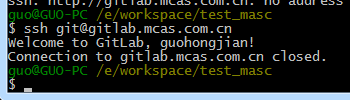 ssh: http://gitlab.mcas.com.cn: no address
guo@GUO-PC /e/workspace/test_masc
$ ssh git@gitlab.mcas.com.cn
Welcome to GitLab, guohongjian!
Connection to gitlab.mcas.com.cn closed.
guo@GUO-PC /e/workspace/test_masc
$